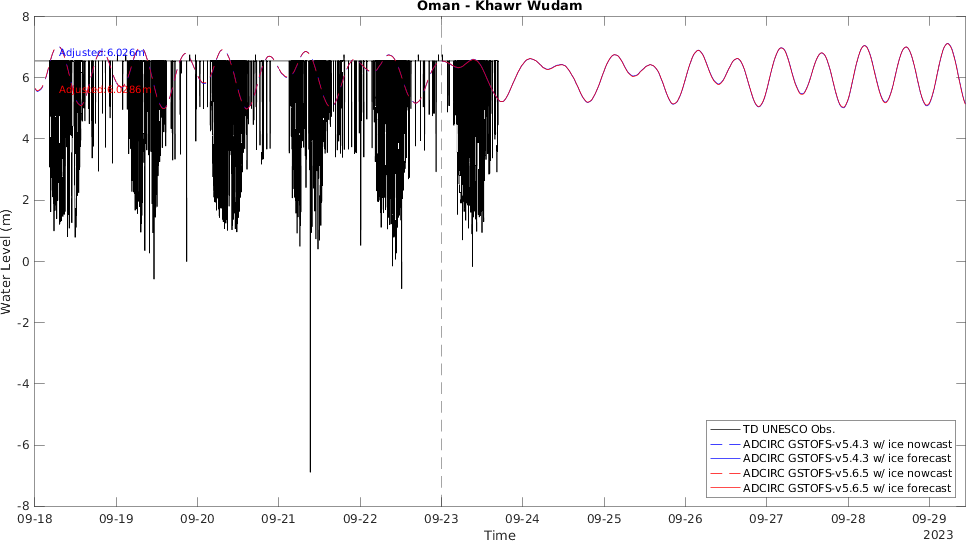 Oman - Khawr Wudam
8
6
4
2
0
-2
-4
-6
-8
Water Level (m)
Adjusted:6.026m
Adjusted:6.0286m
TD UNESCO Obs.
ADCIRC GSTOFS-v5.4.3 w/ ice nowcast
ADCIRC GSTOFS-v5.4.3 w/ ice forecast
ADCIRC GSTOFS-v5.6.5 w/ ice nowcast
ADCIRC GSTOFS-v5.6.5 w/ ice forecast
09-18 09-19 09-20 09-21 09-22 09-23 09-24 09-25 09-26 09-27 09-28 09-29
Time
2023